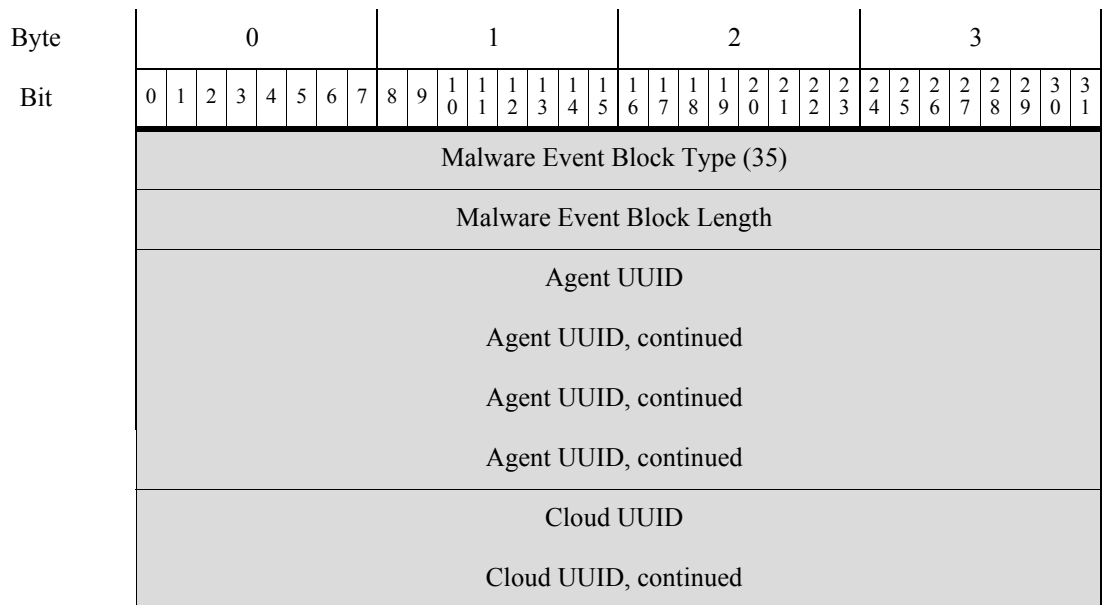 Byte 0 1 2 3
Bit 0 1 2 3 4 5 6 7 8 9 10 11 12 13 14 15 16 17 18 19 20 21 22 23 24 25 26 27 28 29 30 31
Malware Event Block Type (35)
Malware Event Block Length
Agent UUID
Agent UUID, continued
Agent UUID, continued
Agent UUID, continued
Cloud UUID
Cloud UUID, continued